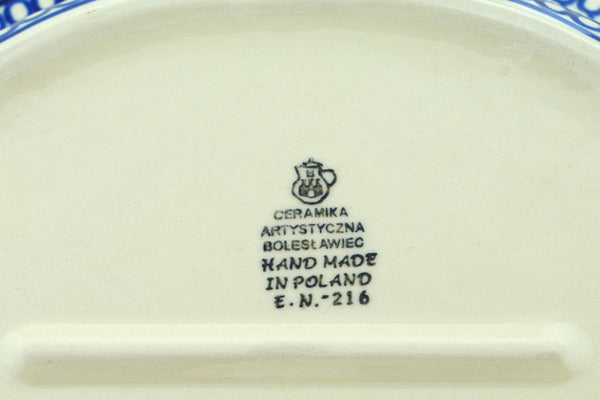 B
CERAMIKA
ARTYSTYCZNA
BOLESŁAWIEC
HAND MADE
IN POLAND
E.N.-216